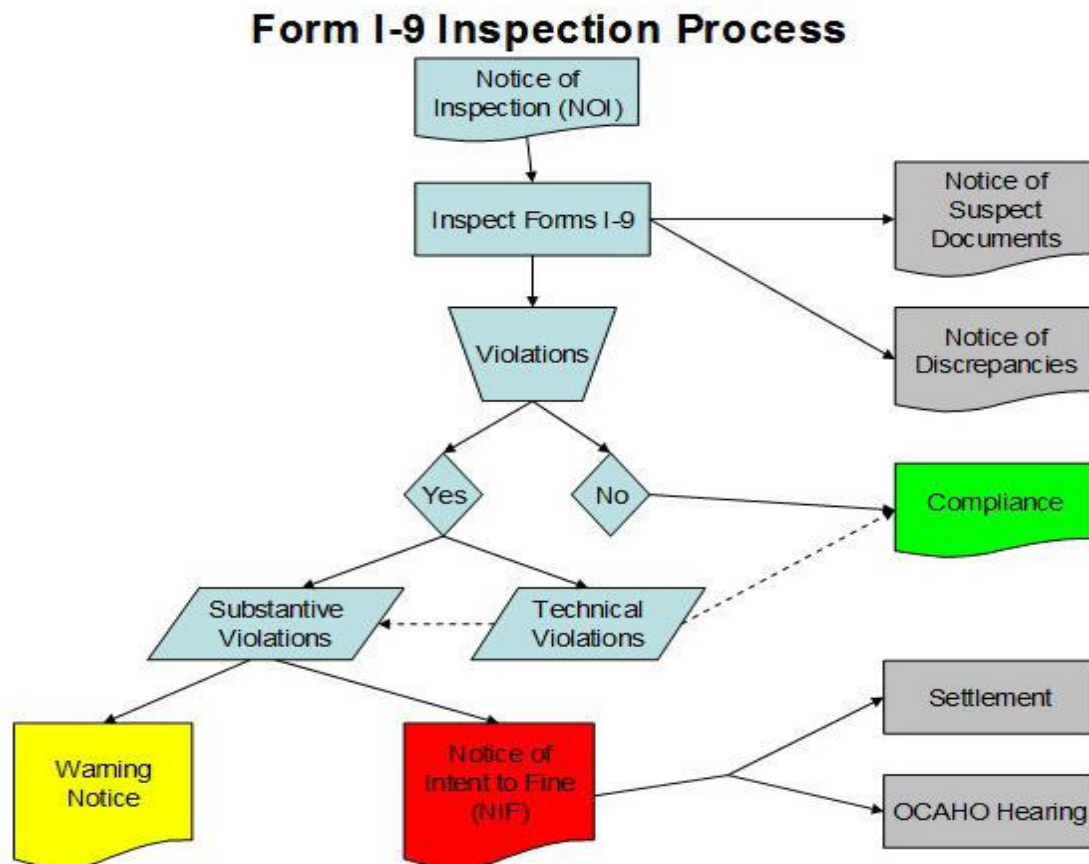 Form I-9 Inspection Process
Notice of
Inspection (NOI)
Inspect Forms I-9
Notice of
Suspect
Documents
Notice of
Discrepancies
Violations
Yes
No
Compliance
Substantive
Violations
Technical
Violations
Settlement
Warning
Notice
Notice of
Intent to Fine
(NIF)
OCAHO Hearing